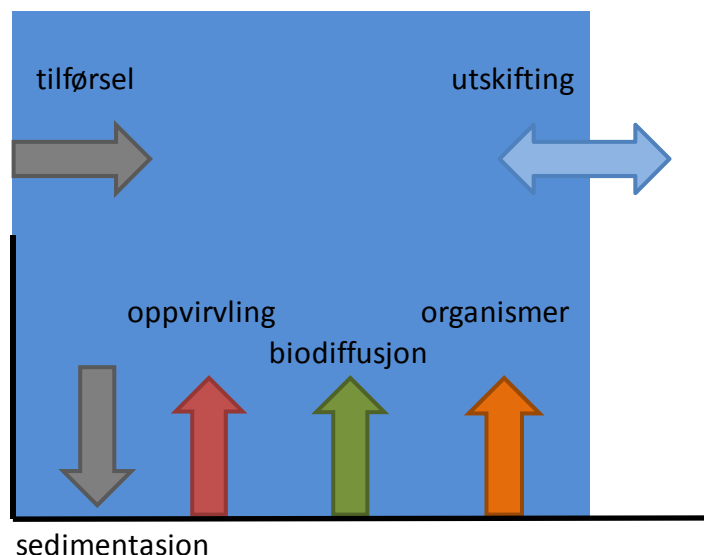 tilførsel
utskifting
oppvirvling
organismer
biodiffusjon
sedimentasjon